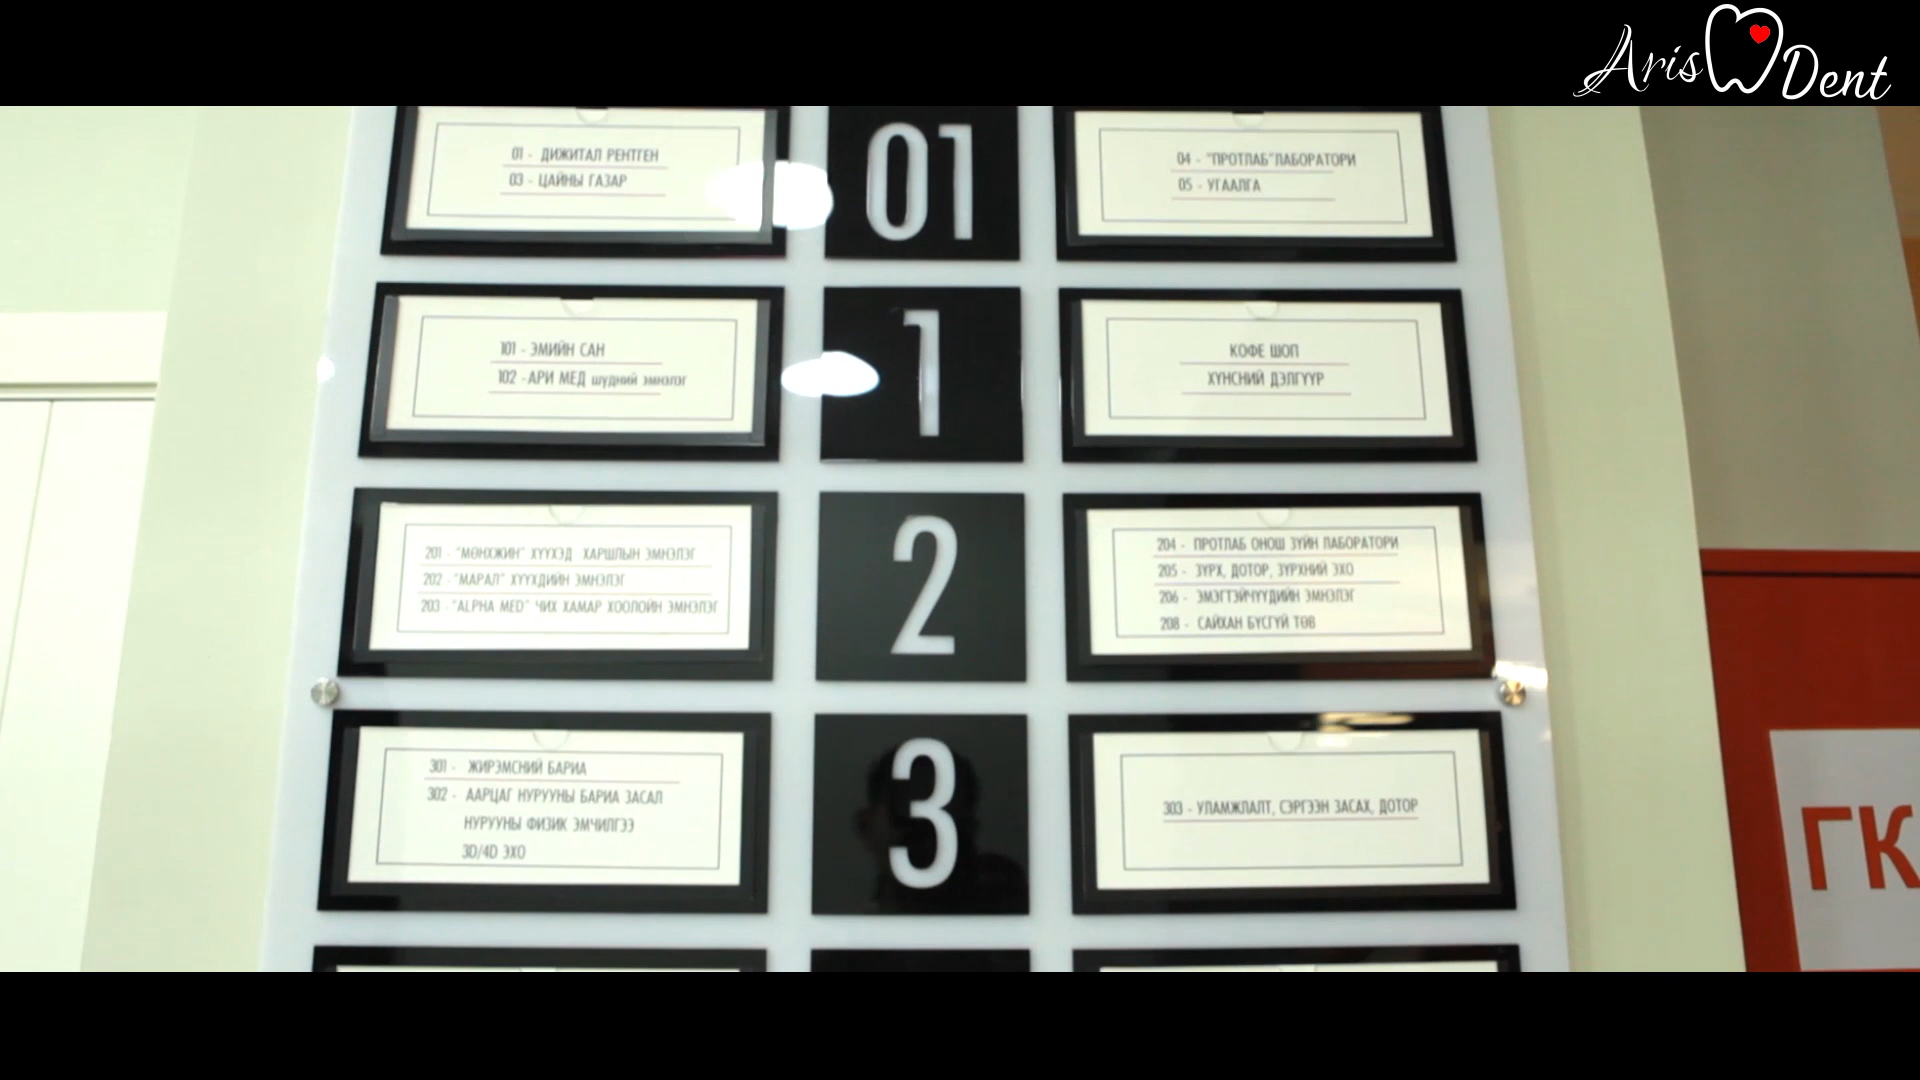 Aris Dent
01 - ДИЖИТАЛ РЕНТГЕН
03 - ЦАЙНЫ ГАЗАР
01
04 - "ПРОТЛАБ"ЛАБОРАТОРИ
05 - УГААЛГА
101 - ЭМИЙН САН
102 -АРИ МЕД шүдний эмнэлэг
1
КОФЕ ШОП
ХҮНСНИЙ ДЭЛГҮҮР
201 - "МӨНХЖИН" ХҮҮХЭД ХАРШЛЫН ЭМНЭЛЭГ
202 -"МАРАЛ" ХҮҮХДИЙН ЭМНЭЛЭГ
203 -"ALPHA MED" ЧИХ ХАМАР ХООЛОЙН ЭМНЭЛЭГ
2
204 - ПРОТЛАБ ОНОШ ЗҮЙН ЛАБОРАТОРИ
205 - ЗҮРХ, ДОТОР, ЗҮРХНИЙ ЭХО
206 - ЭМЭГТЭЙЧҮҮДИЙН ЭМНЭЛЭГ
208 - САЙХАН БҮСГҮЙ ТӨВ
301 - ЖИРЭМСНИЙ БАРИА
302 - ААРЦАГ НУРУУНЫ БАРИА ЗАСАЛ
НУРУУНЫ ФИЗИК ЭМЧИЛГЭЭ
3D/4D ЭХО
3
303 - УЛАМЖЛАЛТ, СЭРГЭЭН ЗАСАХ, ДОТОР
ГК